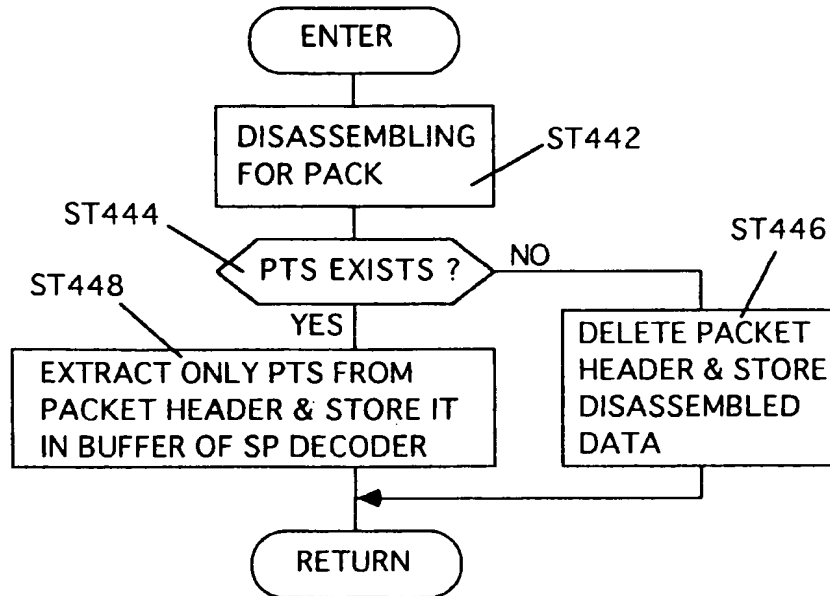 ENTER
DISASSEMBLING
FOR PACK
ST442
ST444
PTS EXISTS ?
NO
ST446
ST448
YES
EXTRACT ONLY PTS FROM
PACKET HEADER & STORE IT
IN BUFFER OF SP DECODER
DELETE PACKET
HEADER & STORE
DISASSEMBLED
DATA
RETURN